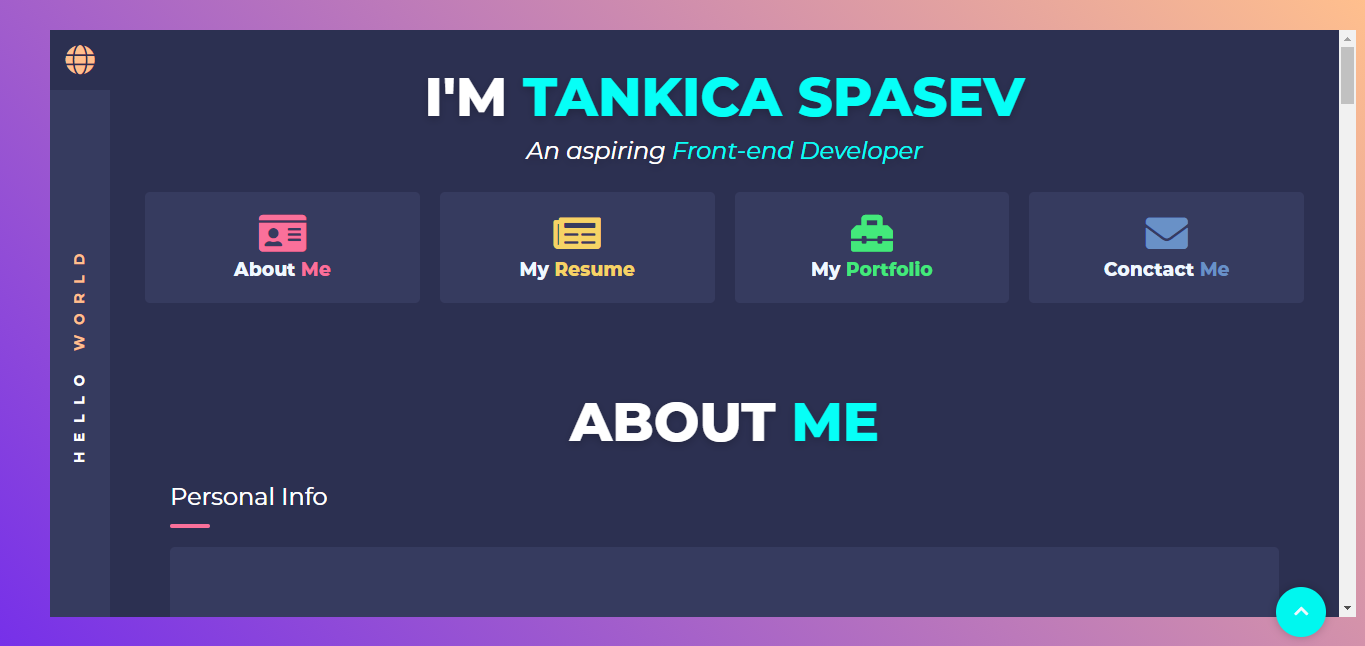 I'M TANKICA SPASEV
An aspiring Front-end Developer
About Me
My Resume
My Portfolio
Conctact Me
HELLO WORLD
ABOUT ME
Personal Info